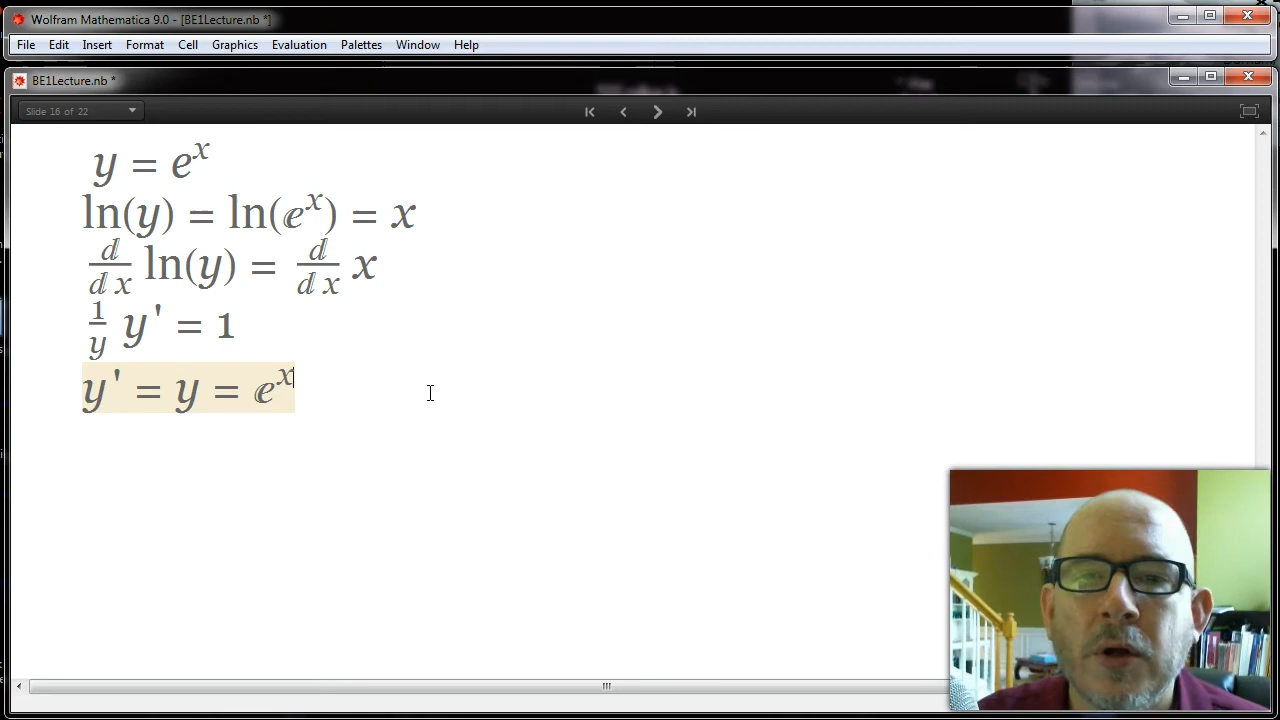 Wolfram Mathematica 9.0 - [BE1Lecture.nb *]
File Edit Insert Format Cell Graphics Evaluation Palettes Window Help
BE1Lecture.nb *
Slide 16 of 22
y = e^x
ln(y) = ln(ⅇ^x) = x
ⅆ/ⅆx ln(y) = ⅆ/ⅆx x
1/y y' = 1
y' = y = ⅇ^x